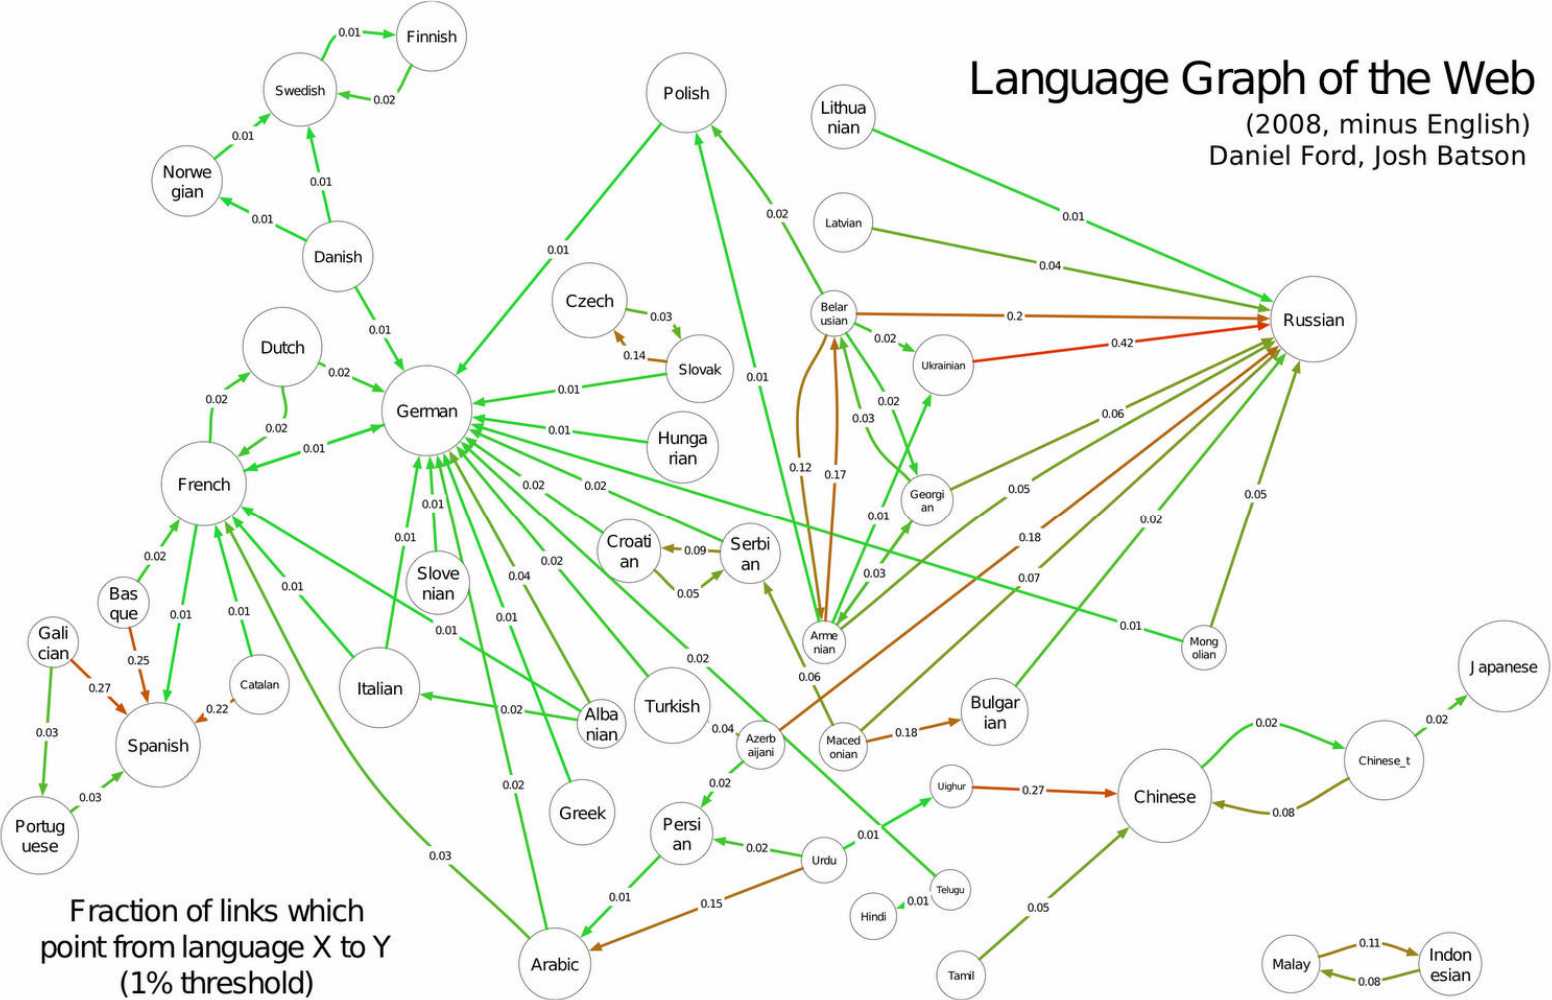 0.01
Finnish
Swedish
0.02
Polish
Language Graph of the Web
(2008, minus English)
Daniel Ford, Josh Batson
Lithua
nian
0.01
Norwe
gian
0.01
0.01
Danish
0.02
0.01
Latvian
0.04
0.01
Czech
0.03
0.14
Slovak
Belar
usian
0.2
Russian
0.02
0.42
Ukrainian
0.01
Dutch
0.02
0.02
0.02
German
0.01
0.01
0.01
Hunga
rian
0.01
0.02
0.03
0.06
French
0.01
0.12
0.17
Georgi
an
0.05
0.05
0.02
0.02
0.01
0.01
0.02
0.18
0.01
Croati
an
0.09
Serbi
an
0.05
0.02
0.04
0.03
0.07
Slove
nian
0.02
Bas
que
0.01
0.01
0.01
0.01
0.01
0.01
Arme
nian
Mong
olian
Gali
cian
0.25
0.27
Catalan
0.22
Italian
0.02
0.02
Alba
nian
Turkish
0.04
Azerb
aijani
0.06
Maced
onian
0.18
Bulgar
ian
Japanese
0.02
0.02
Chinese_t
0.03
Spanish
0.03
Portug
uese
0.02
Greek
0.02
Persi
an
0.02
Urdu
0.01
Uighur
0.27
Chinese
0.08
0.03
0.01
0.15
Telugu
0.01
Hindi
0.05
Tamil
Arabic
Malay
0.11
0.08
Indon
esian
Fraction of links which
point from language X to Y
(1% threshold)